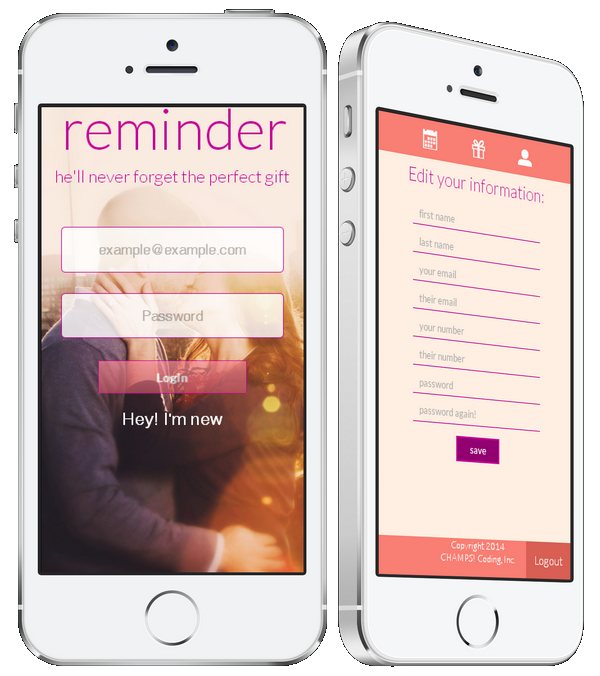 reminder
he'll never forget the perfect gift
example@example.com
Password
LogIn
Hey! I'm new
Edit your information:
first name
last name
your email
their email
your number
their number
password
password again!
save
Copyright 2014
CHAMPS! Coding, Inc.
Logout